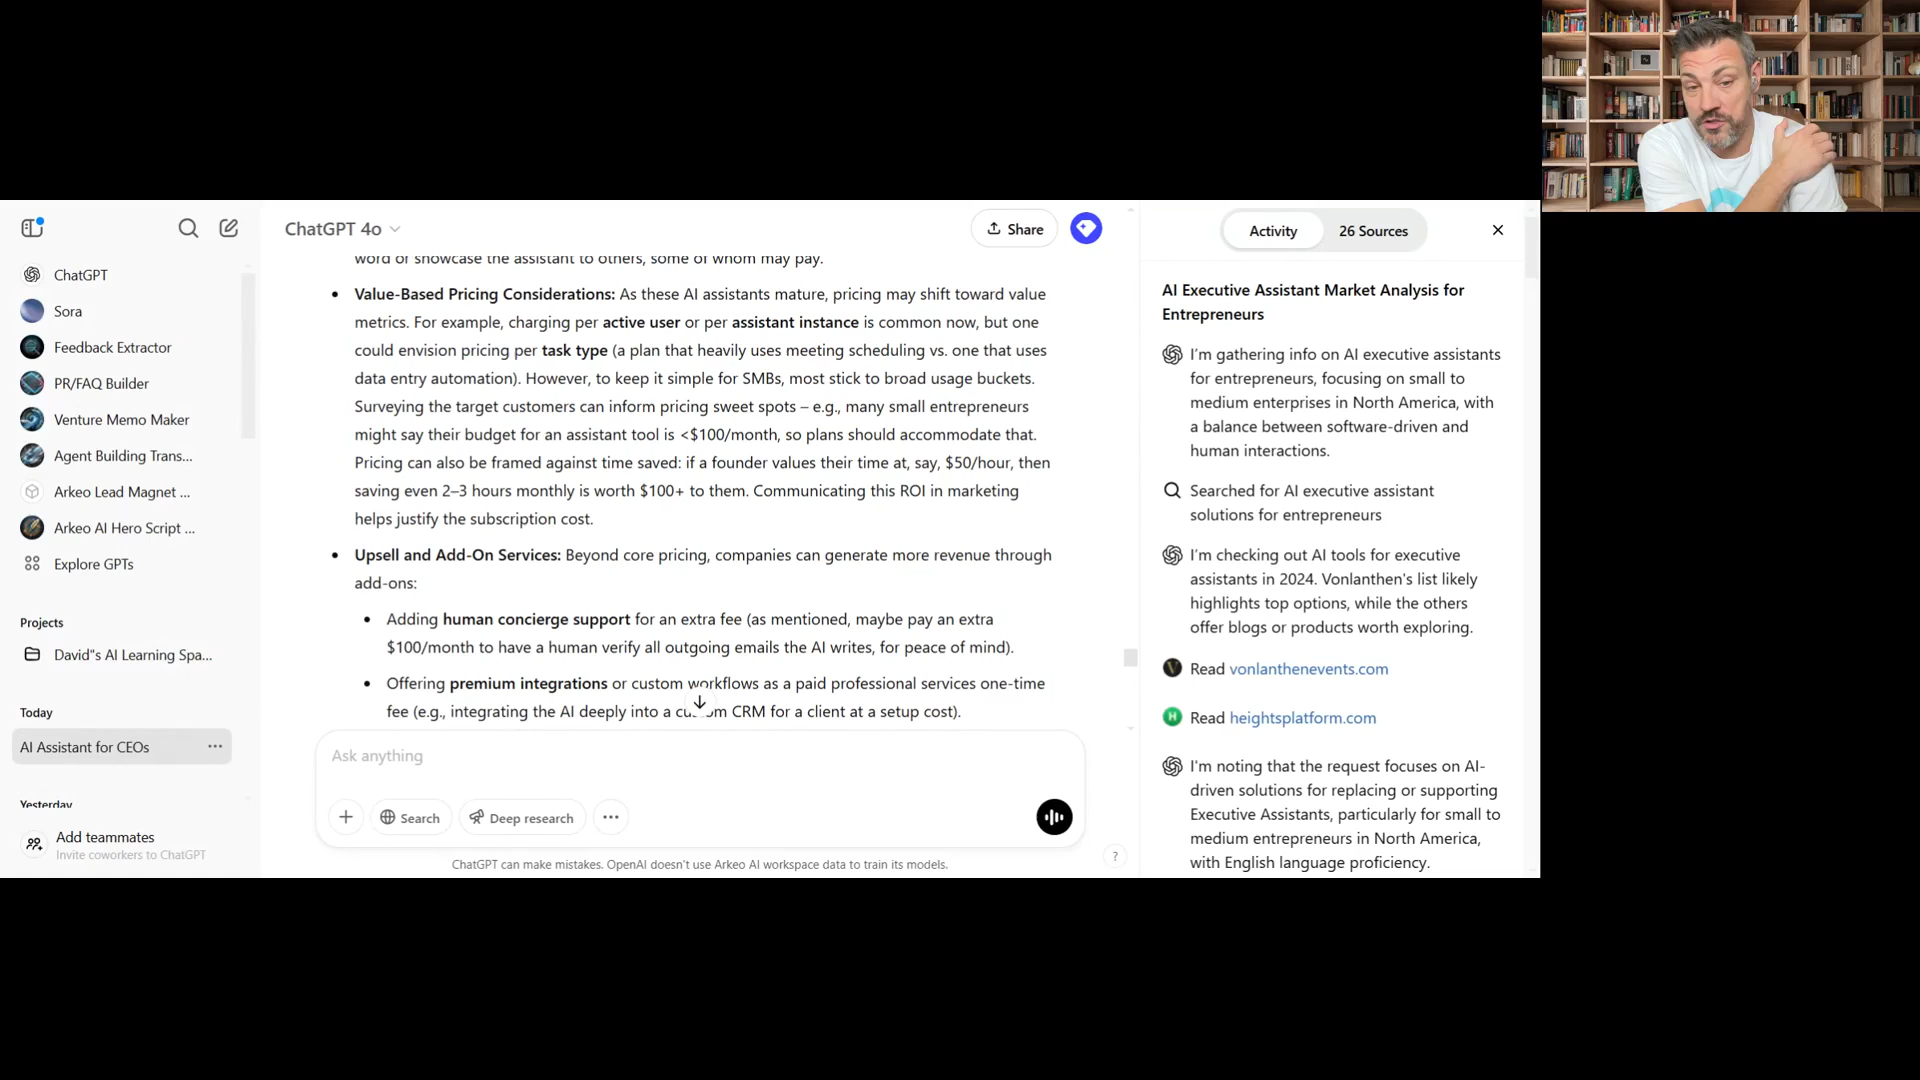 ChatGPT
Sora
Feedback Extractor
PR/FAQ Builder
Venture Memo Maker
Agent Building Trans...
Arkeo Lead Magnet ...
Arkeo AI Hero Script ...
Explore GPTs
Projects
David"s AI Learning Spa...
Today
AI Assistant for CEOs
Yesterday
Add teammates
Invite coworkers to ChatGPT
ChatGPT 4o
Share
word or showcase the assistant to others, some of whom may pay.
Value-Based Pricing Considerations: As these AI assistants mature, pricing may shift toward value
metrics. For example, charging per active user or per assistant instance is common now, but one
could envision pricing per task type (a plan that heavily uses meeting scheduling vs. one that uses
data entry automation). However, to keep it simple for SMBs, most stick to broad usage buckets.
Surveying the target customers can inform pricing sweet spots – e.g., many small entrepreneurs
might say their budget for an assistant tool is <$100/month, so plans should accommodate that.
Pricing can also be framed against time saved: if a founder values their time at, say, $50/hour, then
saving even 2–3 hours monthly is worth $100+ to them. Communicating this ROI in marketing
helps justify the subscription cost.
Upsell and Add-On Services: Beyond core pricing, companies can generate more revenue through
add-ons:
Adding human concierge support for an extra fee (as mentioned, maybe pay an extra
$100/month to have a human verify all outgoing emails the AI writes, for peace of mind).
Offering premium integrations or custom workflows as a paid professional services one-time
fee (e.g., integrating the AI deeply into a custom CRM for a client at a setup cost).
Ask anything
Search
Deep research
ChatGPT can make mistakes. OpenAI doesn't use Arkeo AI workspace data to train its models.
?
Activity
26 Sources
AI Executive Assistant Market Analysis for
Entrepreneurs
I'm gathering info on AI executive assistants
for entrepreneurs, focusing on small to
medium enterprises in North America, with
a balance between software-driven and
human interactions.
Searched for AI executive assistant
solutions for entrepreneurs
I'm checking out AI tools for executive
assistants in 2024. Vonlanthen's list likely
highlights top options, while the others
offer blogs or products worth exploring.
Read vonlanthenevents.com
Read heightsplatform.com
I'm noting that the request focuses on AI-
driven solutions for replacing or supporting
Executive Assistants, particularly for small to
medium entrepreneurs in North America,
with English language proficiency.